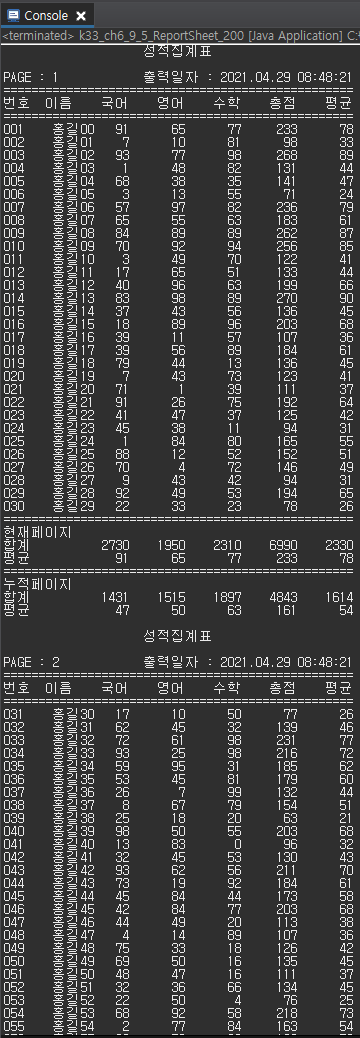 Console
<terminated> k33_ch6_9_5_ReportSheet_200 [Java Application] C:\
성적집계표
PAGE : 1 출력일자 : 2021.04.29 08:48:21
번호 이름 국어 영어 수학 총점 평균
001 홍길00 91 65 77 233 78
002 홍길01 7 10 81 98 33
003 홍길02 93 77 98 268 89
004 홍길03 1 48 82 131 44
005 홍길04 68 38 35 141 47
006 홍길05 3 13 55 71 24
007 홍길06 57 97 82 236 79
008 홍길07 65 55 63 183 61
009 홍길08 84 89 89 262 87
010 홍길09 70 92 94 256 85
011 홍길10 3 49 70 122 41
012 홍길11 17 65 51 133 44
013 홍길12 40 96 63 199 66
014 홍길13 83 98 89 270 90
015 홍길14 37 43 56 136 45
016 홍길15 18 89 96 203 68
017 홍길16 39 11 57 107 36
018 홍길17 39 56 89 184 61
019 홍길18 79 44 13 136 45
020 홍길19 7 43 73 123 41
021 홍길20 71 1 39 111 37
022 홍길21 91 26 75 192 64
023 홍길22 41 47 37 125 42
024 홍길23 45 38 11 94 31
025 홍길24 1 84 80 165 55
026 홍길25 88 12 52 152 51
027 홍길26 70 4 72 146 49
028 홍길27 9 43 42 94 31
029 홍길28 92 49 53 194 65
030 홍길29 22 33 23 78 26
현재페이지
합계 2730 1950 2310 6990 2330
평균 91 65 77 233 78
누적페이지
합계 1431 1515 1897 4843 1614
평균 47 50 63 161 54
성적집계표
PAGE : 2 출력일자 : 2021.04.29 08:48:21
번호 이름 국어 영어 수학 총점 평균
031 홍길30 17 10 50 77 26
032 홍길31 62 45 32 139 46
033 홍길32 72 61 98 231 77
034 홍길33 93 25 98 216 72
035 홍길34 59 95 31 185 62
036 홍길35 53 45 81 179 60
037 홍길36 26 7 99 132 44
038 홍길37 8 67 79 154 51
039 홍길38 25 18 20 63 21
040 홍길39 98 50 55 203 68
041 홍길40 13 83 0 96 32
042 홍길41 32 45 53 130 43
043 홍길42 93 62 56 211 70
044 홍길43 73 19 92 184 61
045 홍길44 45 84 44 173 58
046 홍길45 42 84 77 203 68
047 홍길46 44 49 20 113 38
048 홍길47 4 14 89 107 36
049 홍길48 75 33 18 126 42
050 홍길49 69 50 16 135 45
051 홍길50 48 47 16 111 37
052 홍길51 32 36 66 134 45
053 홍길52 22 50 4 76 25
054 홍길53 68 92 58 218 73
055 홍길54 2 77 84 163 54